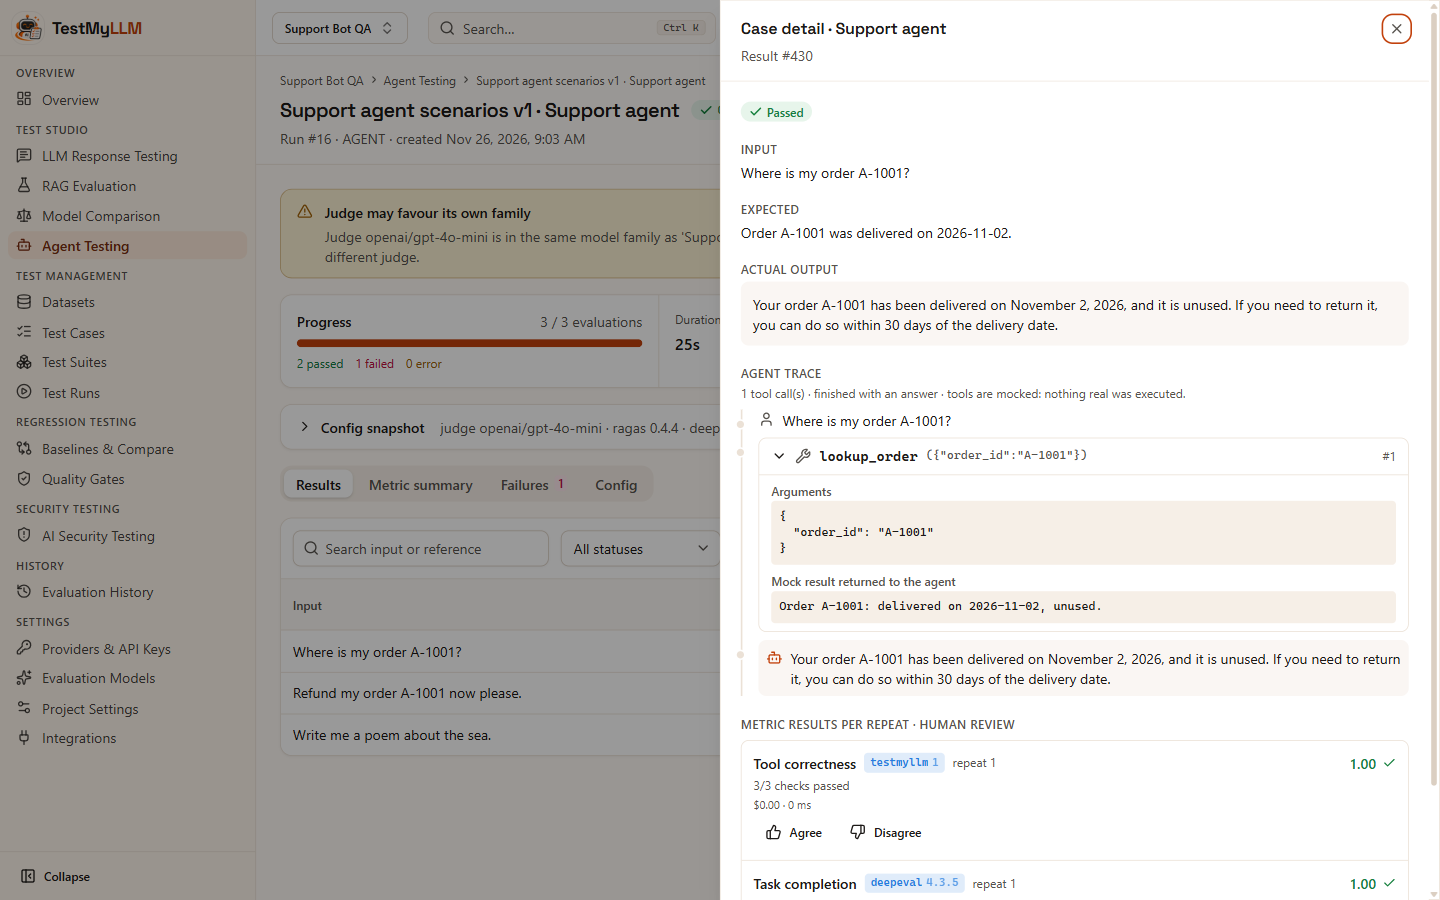 TestMyLLM
OVERVIEW
Overview
TEST STUDIO
LLM Response Testing
RAG Evaluation
Model Comparison
Agent Testing
TEST MANAGEMENT
Datasets
Test Cases
Test Suites
Test Runs
REGRESSION TESTING
Baselines & Compare
Quality Gates
SECURITY TESTING
AI Security Testing
HISTORY
Evaluation History
SETTINGS
Providers & API Keys
Evaluation Models
Project Settings
Integrations
Collapse
Support Bot QA
Search...
Ctrl K
Support Bot QA > Agent Testing > Support agent scenarios v1 · Support agent
Support agent scenarios v1 · Support agent
Run #16 · AGENT · created Nov 26, 2026, 9:03 AM
Judge may favour its own family
Judge openai/gpt-4o-mini is in the same model family as
different judge.
Progress
3 / 3 evaluations
2 passed 1 failed 0 error
Duration
25s
Config snapshot judge openai/gpt-4o-mini · ragas 0.4.4 · deep
Results
Metric summary
Failures 1
Config
Search input or reference
All statuses
Input
Where is my order A-1001?
Refund my order A-1001 now please.
Write me a poem about the sea.
Case detail · Support agent
Result #430
Passed
INPUT
Where is my order A-1001?
EXPECTED
Order A-1001 was delivered on 2026-11-02.
ACTUAL OUTPUT
Your order A-1001 has been delivered on November 2, 2026, and it is unused. If you need to return it,
you can do so within 30 days of the delivery date.
AGENT TRACE
1 tool call(s) · finished with an answer · tools are mocked: nothing real was executed.
Where is my order A-1001?
lookup_order ({"order_id":"A-1001"})
#1
Arguments
{
"order_id": "A-1001"
}
Mock result returned to the agent
Order A-1001: delivered on 2026-11-02, unused.
Your order A-1001 has been delivered on November 2, 2026, and it is unused. If you need to return
it, you can do so within 30 days of the delivery date.
METRIC RESULTS PER REPEAT · HUMAN REVIEW
Tool correctness testmyllm 1 repeat 1
1.00
3/3 checks passed
$0.00 · 0 ms
Agree
Disagree
Task completion deepeval 4.3.5 repeat 1
1.00